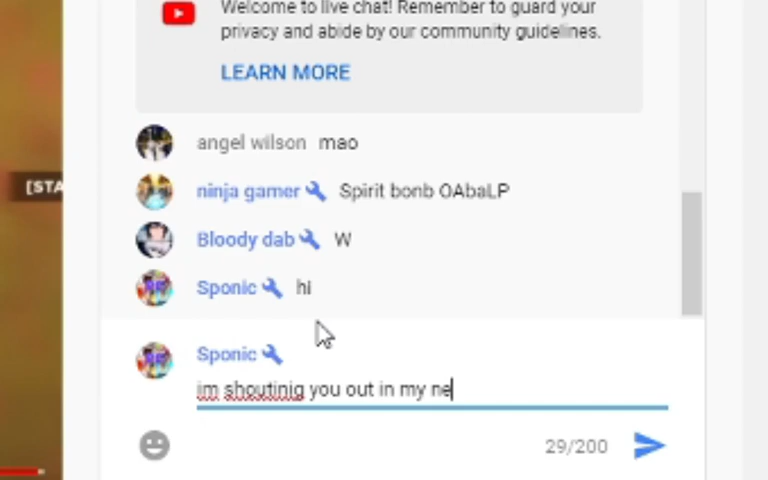 Welcome to live chat! Remember to guard your
privacy and abide by our community guidelines.
LEARN MORE
angel wilson mao
[STA
ninja gamer Spirit bonb OAbaLP
Bloody dab W
Sponic hi
Sponic
im shoutinig you out in my ne
29/200